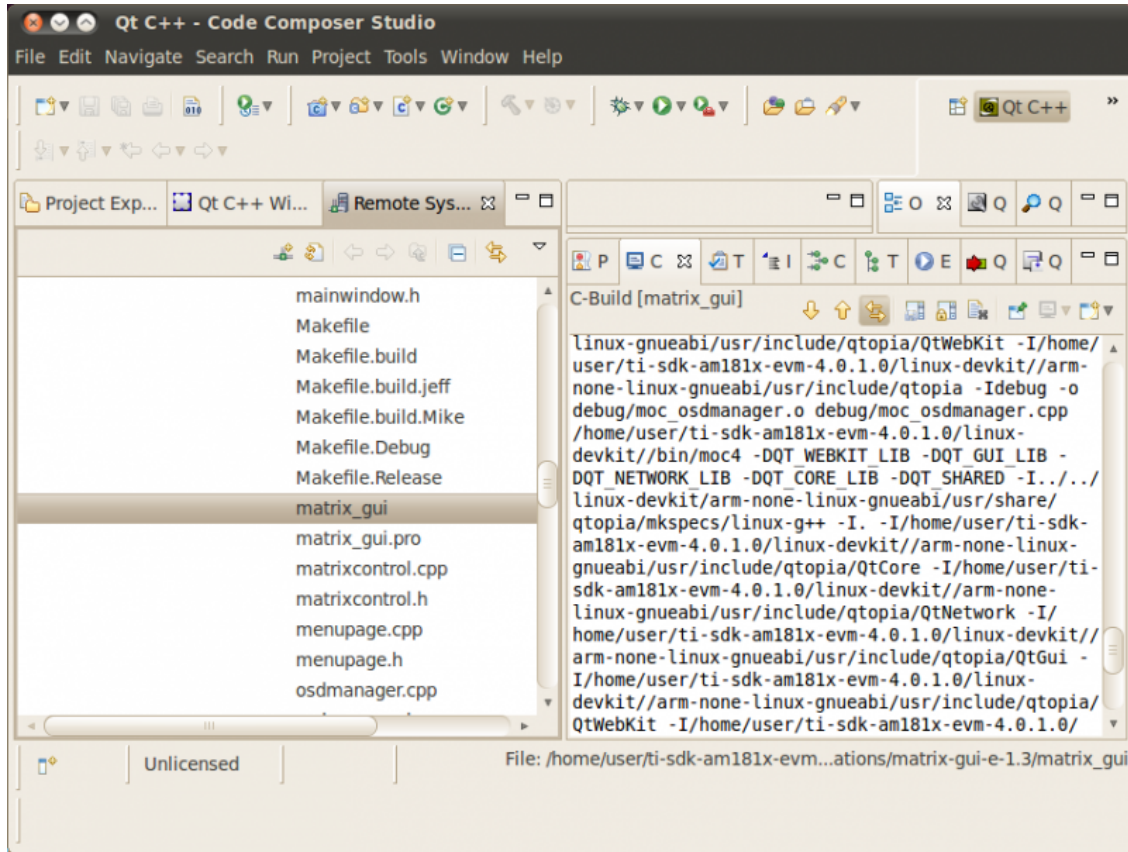 Qt C++ - Code Composer Studio
File Edit Navigate Search Run Project Tools Window Help
Qt C++ »
Project Exp... Qt C++ Wi... Remote Sys...
O Q Q
P C T I C T E Q Q
mainwindow.h
Makefile
Makefile.build
Makefile.build.jeff
Makefile.build.Mike
Makefile.Debug
Makefile.Release
matrix_gui
matrix_gui.pro
matrixcontrol.cpp
matrixcontrol.h
menupage.cpp
menupage.h
osdmanager.cpp
C-Build [matrix_gui]
linux-gnueabi/usr/include/qtopia/QtWebKit -I/home/
user/ti-sdk-am181x-evm-4.0.1.0/linux-devkit//arm-
none-linux-gnueabi/usr/include/qtopia -Idebug -o
debug/moc_osdmanager.o debug/moc_osdmanager.cpp
/home/user/ti-sdk-am181x-evm-4.0.1.0/linux-
devkit//bin/moc4 -DQT_WEBKIT_LIB -DQT_GUI_LIB -
DQT_NETWORK_LIB -DQT_CORE_LIB -DQT_SHARED -I../../
linux-devkit/arm-none-linux-gnueabi/usr/share/
qtopia/mkspecs/linux-g++ -I. -I/home/user/ti-sdk-
am181x-evm-4.0.1.0/linux-devkit//arm-none-linux-
gnueabi/usr/include/qtopia/QtCore -I/home/user/ti-
sdk-am181x-evm-4.0.1.0/linux-devkit//arm-none-
linux-gnueabi/usr/include/qtopia/QtNetwork -I/
home/user/ti-sdk-am181x-evm-4.0.1.0/linux-devkit//
arm-none-linux-gnueabi/usr/include/qtopia/QtGui -
I/home/user/ti-sdk-am181x-evm-4.0.1.0/linux-
devkit//arm-none-linux-gnueabi/usr/include/qtopia/
QtWebKit -I/home/user/ti-sdk-am181x-evm-4.0.1.0/
Unlicensed
File: /home/user/ti-sdk-am181x-evm...ations/matrix-gui-e-1.3/matrix_gui